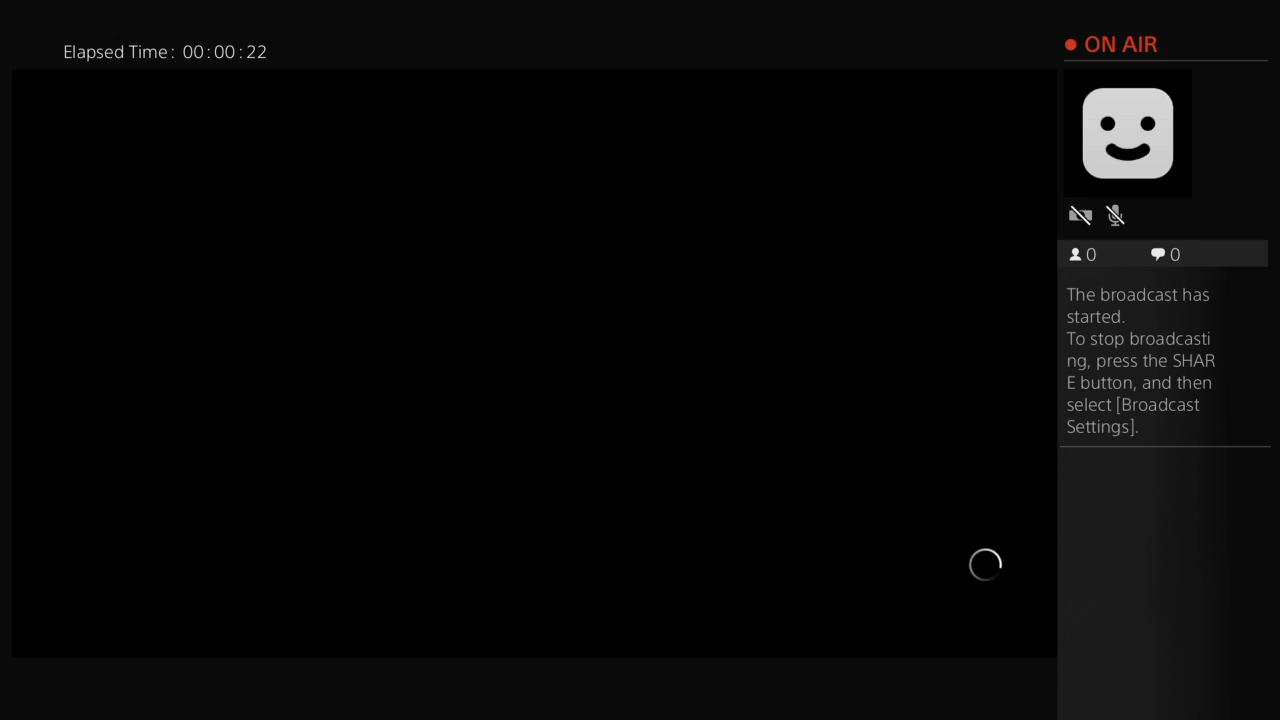 Elapsed Time: 00:00:22
ON AIR
0 0
The broadcast has
started.
To stop broadcasti
ng, press the SHAR
E button, and then
select [Broadcast
Settings].